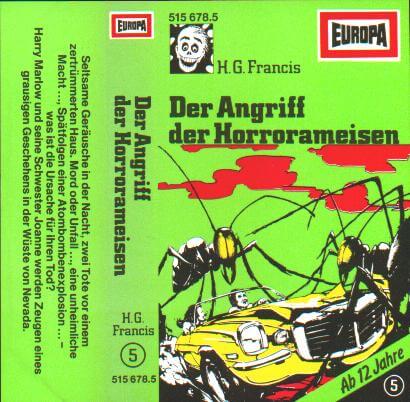 Seltsame Geräusche in der Nacht, zwei Tote vor einem
zertrümmerten Haus. Mord oder Unfall ..., eine unheimliche
Macht ..., Spätfolgen einer Atombombenexplosion ... –
was ist die Ursache für ihren Tod?
Harry Marlow und seine Schwester Joanne werden Zeugen eines
grausigen Geschehens in der Wüste von Nevada.
Der Angriff
der Horrorameisen
H.G.
Francis
5
515 678.5
515 678.5
EUROPA
H.G. Francis
Der Angriff
der Horrorameisen
Ab 12 Jahre
5